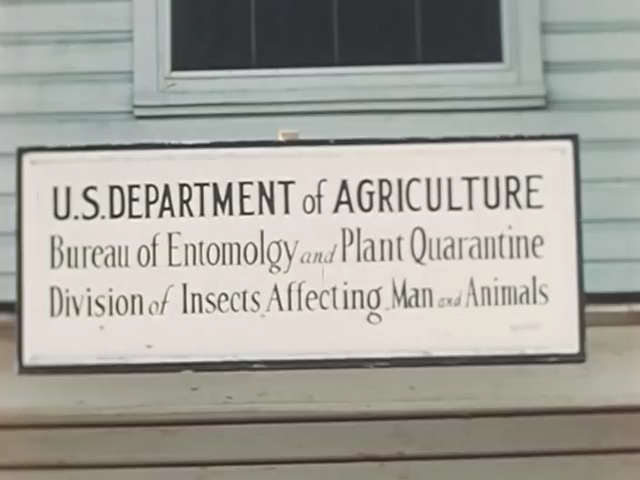 U.S. DEPARTMENT of AGRICULTURE
Bureau of Entomolgy and Plant Quarantine
Division of Insects Affecting Man and Animals